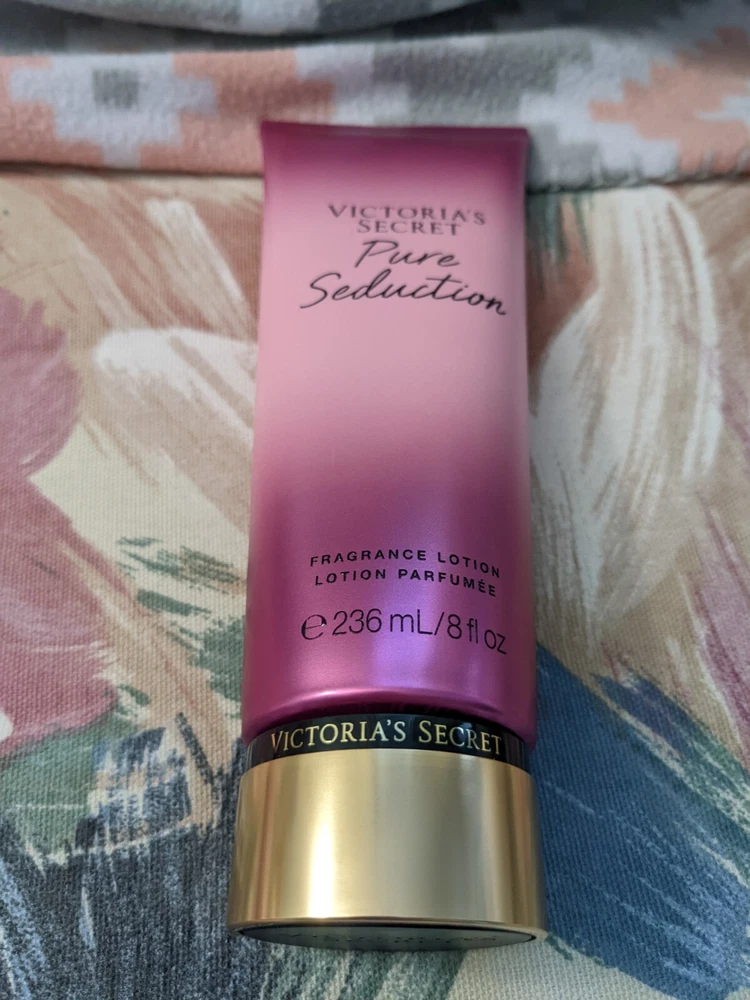 VICTORIA'S
SECRET
Pure
Seduction
FRAGRANCE LOTION
LOTION PARFUMÉE
℮ 236 mL/8 fl oz
VICTORIA'S SECRET